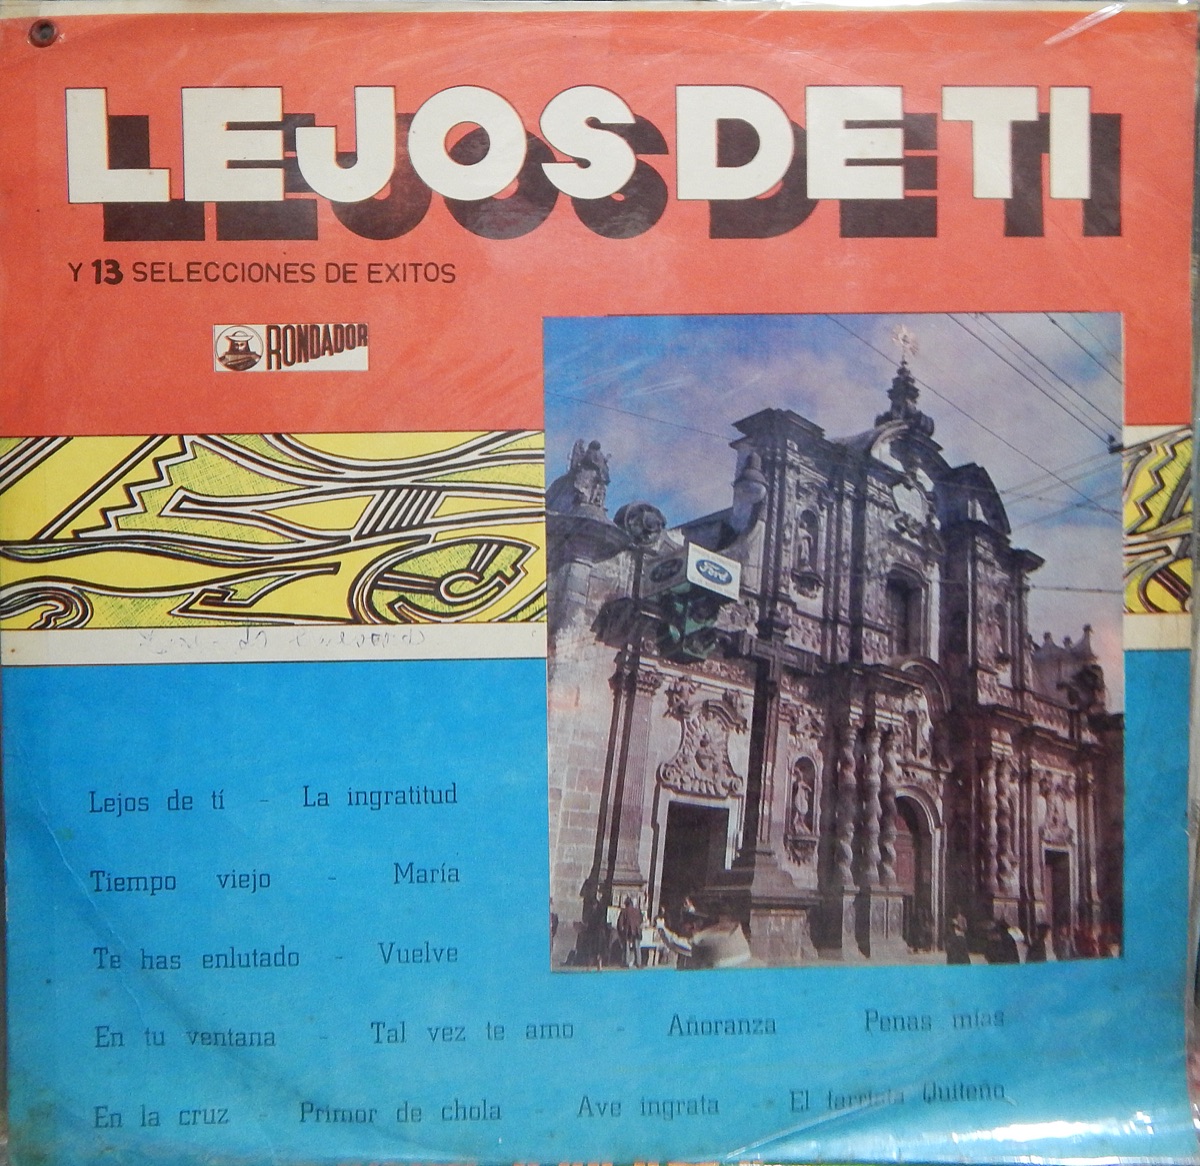 LEJOS DE TI
Y 13 SELECCIONES DE EXITOS
RONDADOR
Ford
Lejos de tí - La ingratitud
Tiempo viejo - María
Te has enlutado - Vuelve
En tu ventana - Tal vez te amo - Añoranza Penas mías
En la cruz - Primor de chola Ave ingrata - El Quiteño